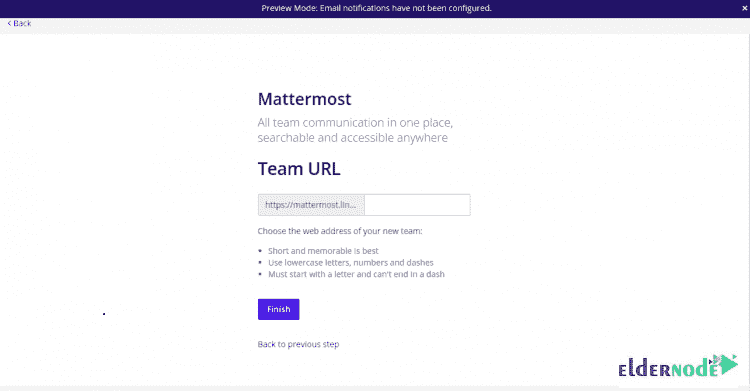 Preview Mode: Email notifications have not been configured. ×
< Back
Mattermost
All team communication in one place,
searchable and accessible anywhere
Team URL
https://mattermost.lin...
Choose the web address of your new team:
• Short and memorable is best
• Use lowercase letters, numbers and dashes
• Must start with a letter and can't end in a dash
Finish
Back to previous step
eldernode